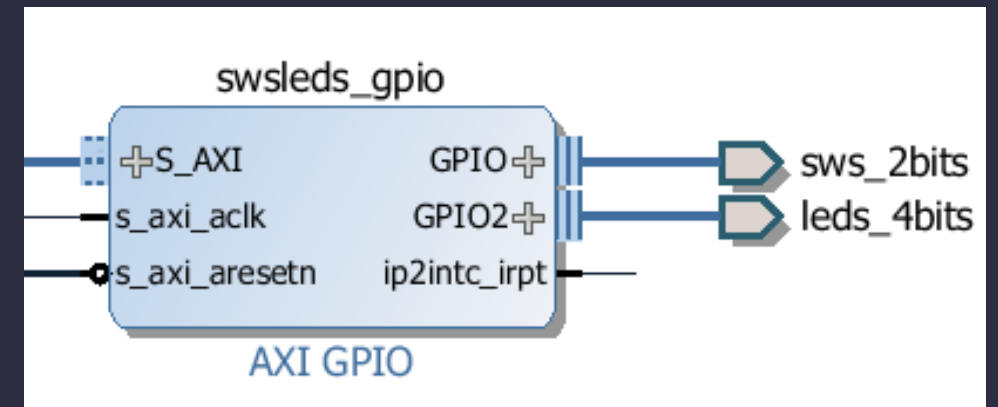 swsleds_gpio
S_AXI GPIO sws_2bits
s_axi_aclk GPIO2 leds_4bits
s_axi_aresetn ip2intc_irpt
AXI GPIO